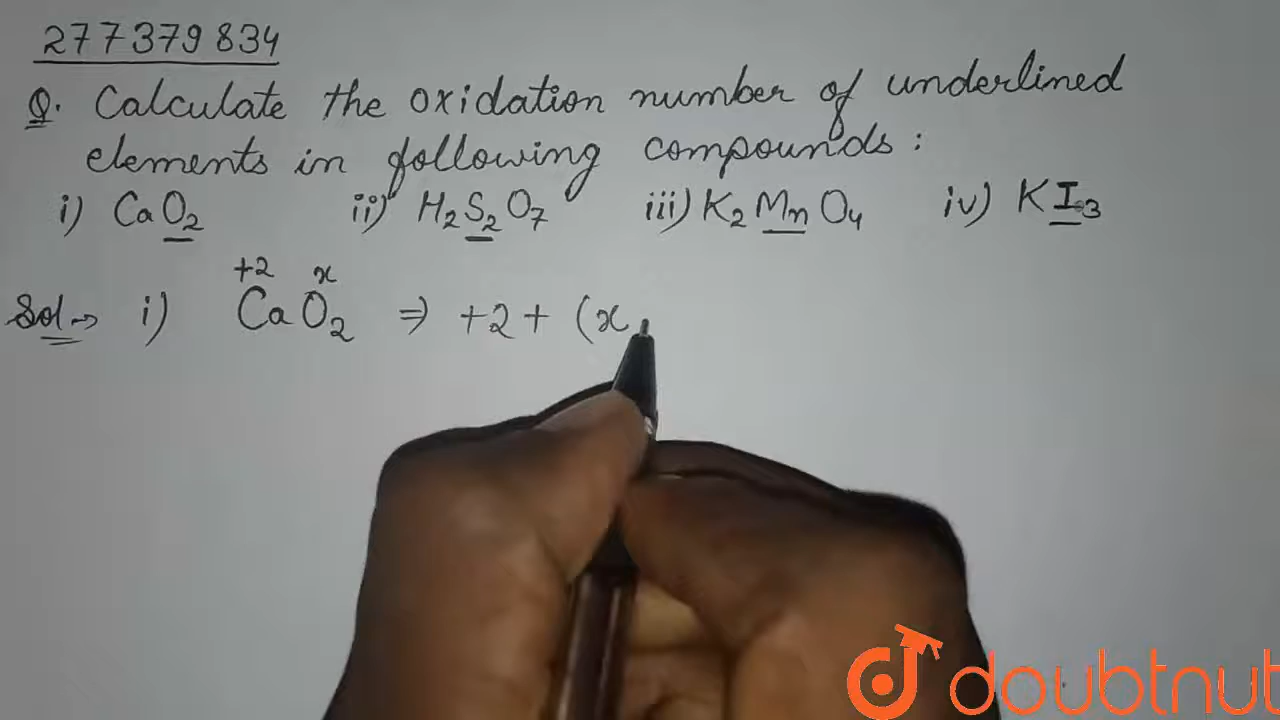 277379834
Q. Calculate the oxidation number of underlined
elements in following compounds:
i) CaO₂ ii) H₂S₂O₇ iii) K₂MnO₄ iv) KI₃
+2 x
Sol→ i) CaO₂ ⇒ +2 + (x
doubtnut